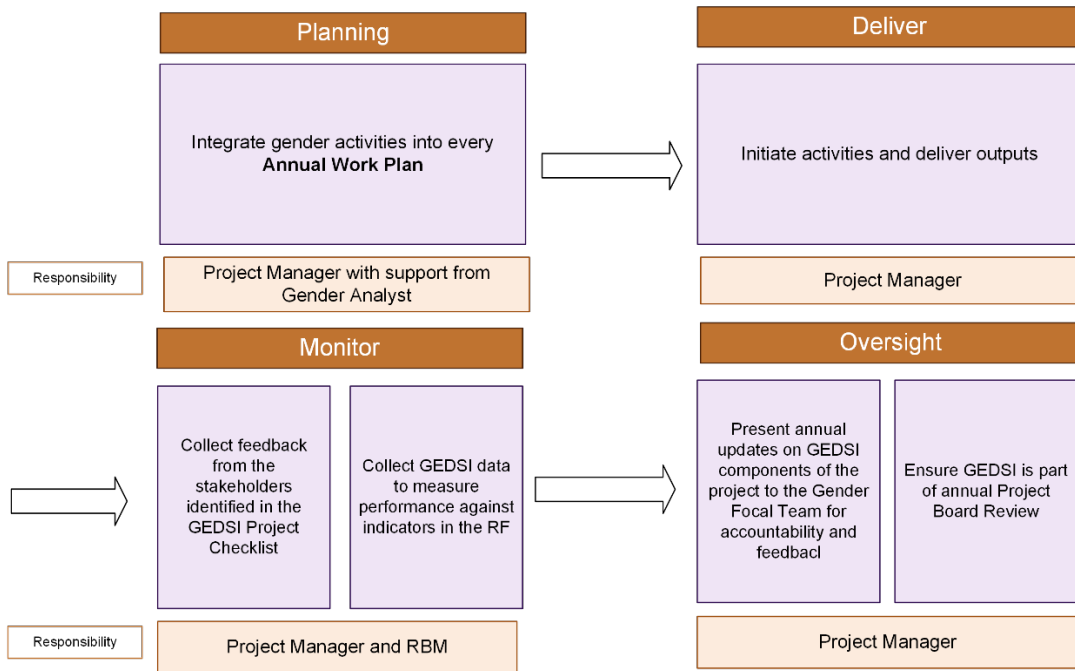 Planning
Deliver
Integrate gender activities into every
Annual Work Plan
Initiate activities and deliver outputs
Responsibility
Project Manager with support from
Gender Analyst
Project Manager
Monitor
Oversight
Collect feedback
from the
stakeholders
identified in the
GEDSI Project
Checklist
Collect GEDSI data
to measure
performance against
indicators in the RF
Present annual
updates on GEDSI
components of the
project to the Gender
Focal Team for
accountability and
feedbacl
Ensure GEDSI is part
of annual Project
Board Review
Responsibility
Project Manager and RBM
Project Manager